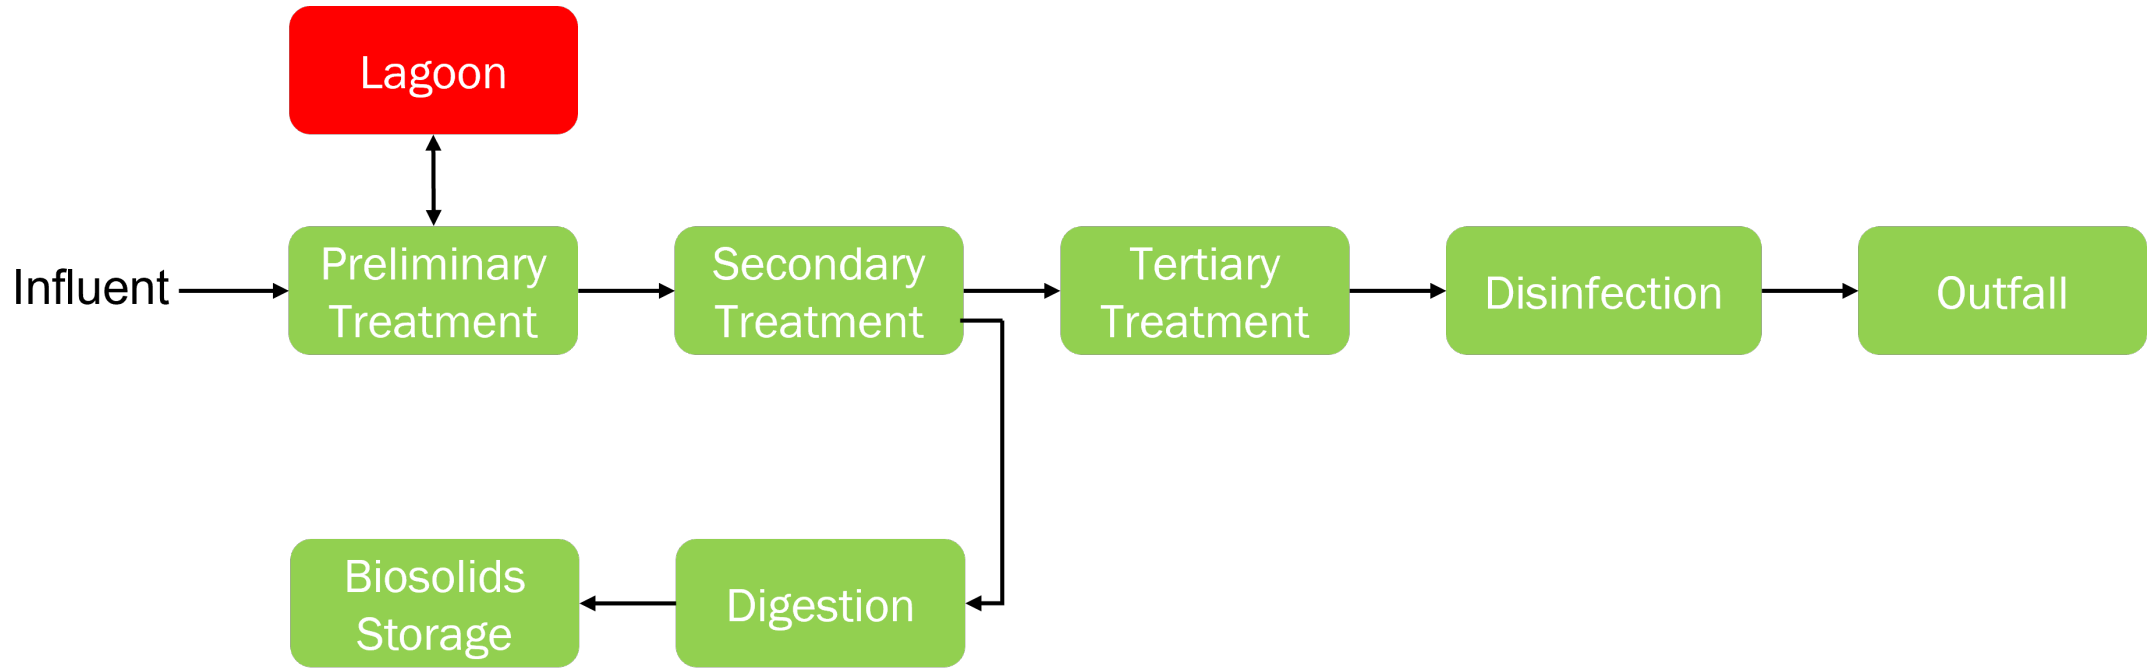 Lagoon
Influent
Preliminary
Treatment
Secondary
Treatment
Tertiary
Treatment
Disinfection
Outfall
Biosolids
Storage
Digestion